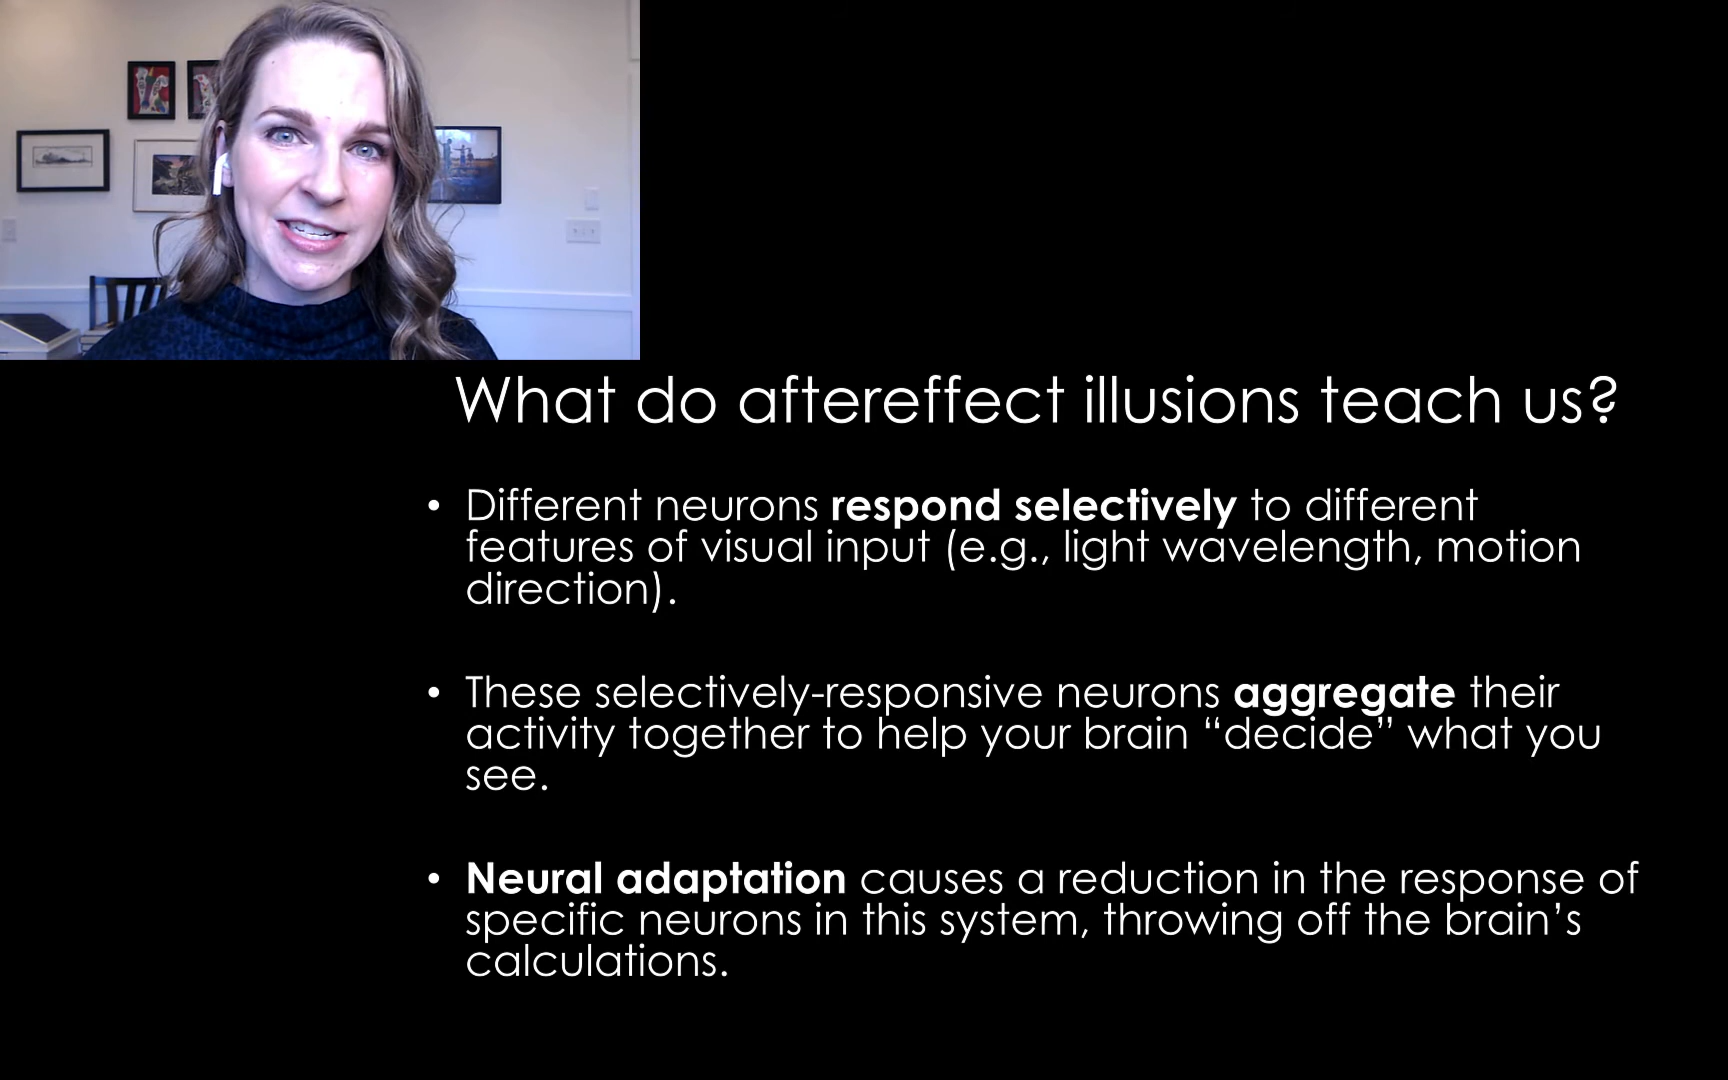 What do aftereffect illusions teach us?
• Different neurons respond selectively to different
features of visual input (e.g., light wavelength, motion
direction).
• These selectively-responsive neurons aggregate their
activity together to help your brain “decide” what you
see.
• Neural adaptation causes a reduction in the response of
specific neurons in this system, throwing off the brain’s
calculations.